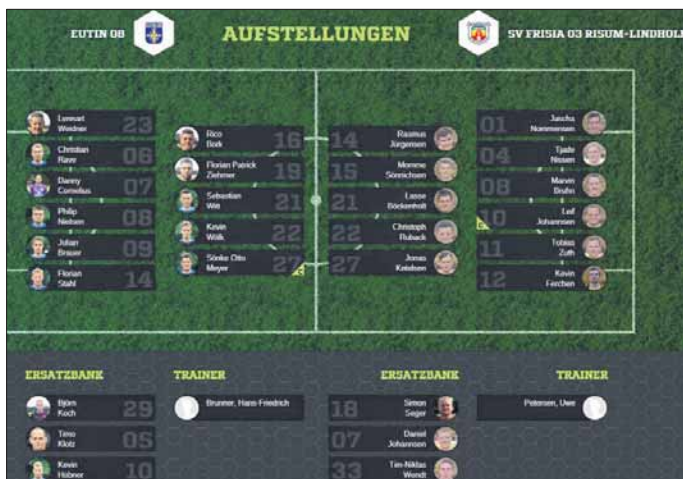 EUTIN 08
AUFSTELLUNGEN
SV FRISIA 03 RISUM-LINDHOL
Lennart
Weidner
23
Christian
Rave
06
Danny
Cornelius
07
Philip
Nielsen
08
Julian
Brauer
09
Florian
Stahl
14
Rico
Bork
16
Florian Patrick
Ziehmer
19
Sebastian
Witt
21
Kevin
Wölk
22
Sönke Otto
Meyer
27
14
Rasmus
Jürgensen
15
Momme
Sönnichsen
21
Lasse
Böckenholt
22
Christoph
Ruback
27
Jonas
01
Jascha
Nommensen
04
Tjade
Nissen
08
Marvin
Bruhn
10
Leif
Johannsen
11
Tobias
Zuth
12
Kevin
Ferchen
ERSATZBANK
Björn
Koch
29
Timo
Klotz
05
Kevin
Hübner
10
TRAINER
Brunner, Hans-Friedrich
ERSATZBANK
18
Simon
Seger
07
Daniel
Johannsen
33
Tim-Niklas
Wendt
TRAINER
Petersen, Uwe